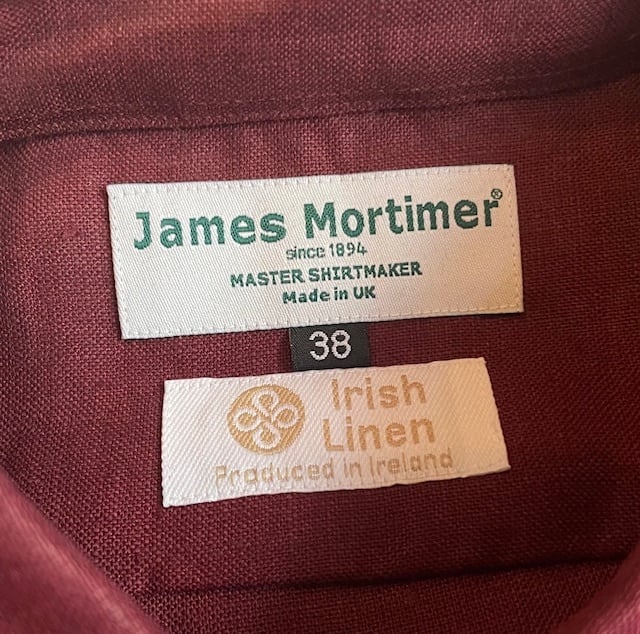 James Mortimer®
since 1894
MASTER SHIRTMAKER
Made in UK
38
Irish
Linen
Produced in Ireland